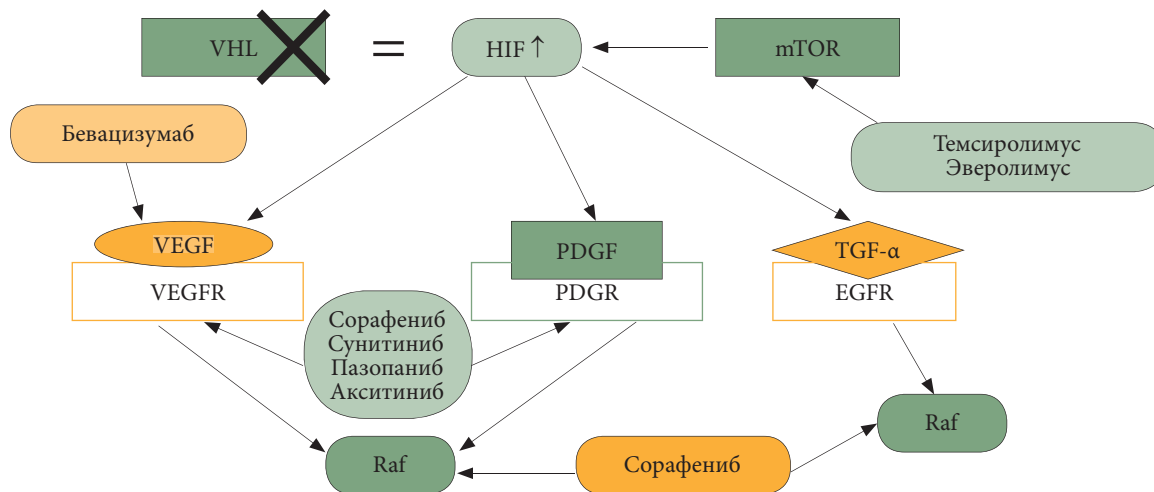 VHL
=
HIF ↑
mTOR
Бевацизумаб
Темсиролимус
Эверолимус
VEGF
VEGFR
PDGF
PDGR
TGF-α
EGFR
Сорафениб
Сунитиниб
Пазопаниб
Акситиниб
Raf
Сорафениб
Raf